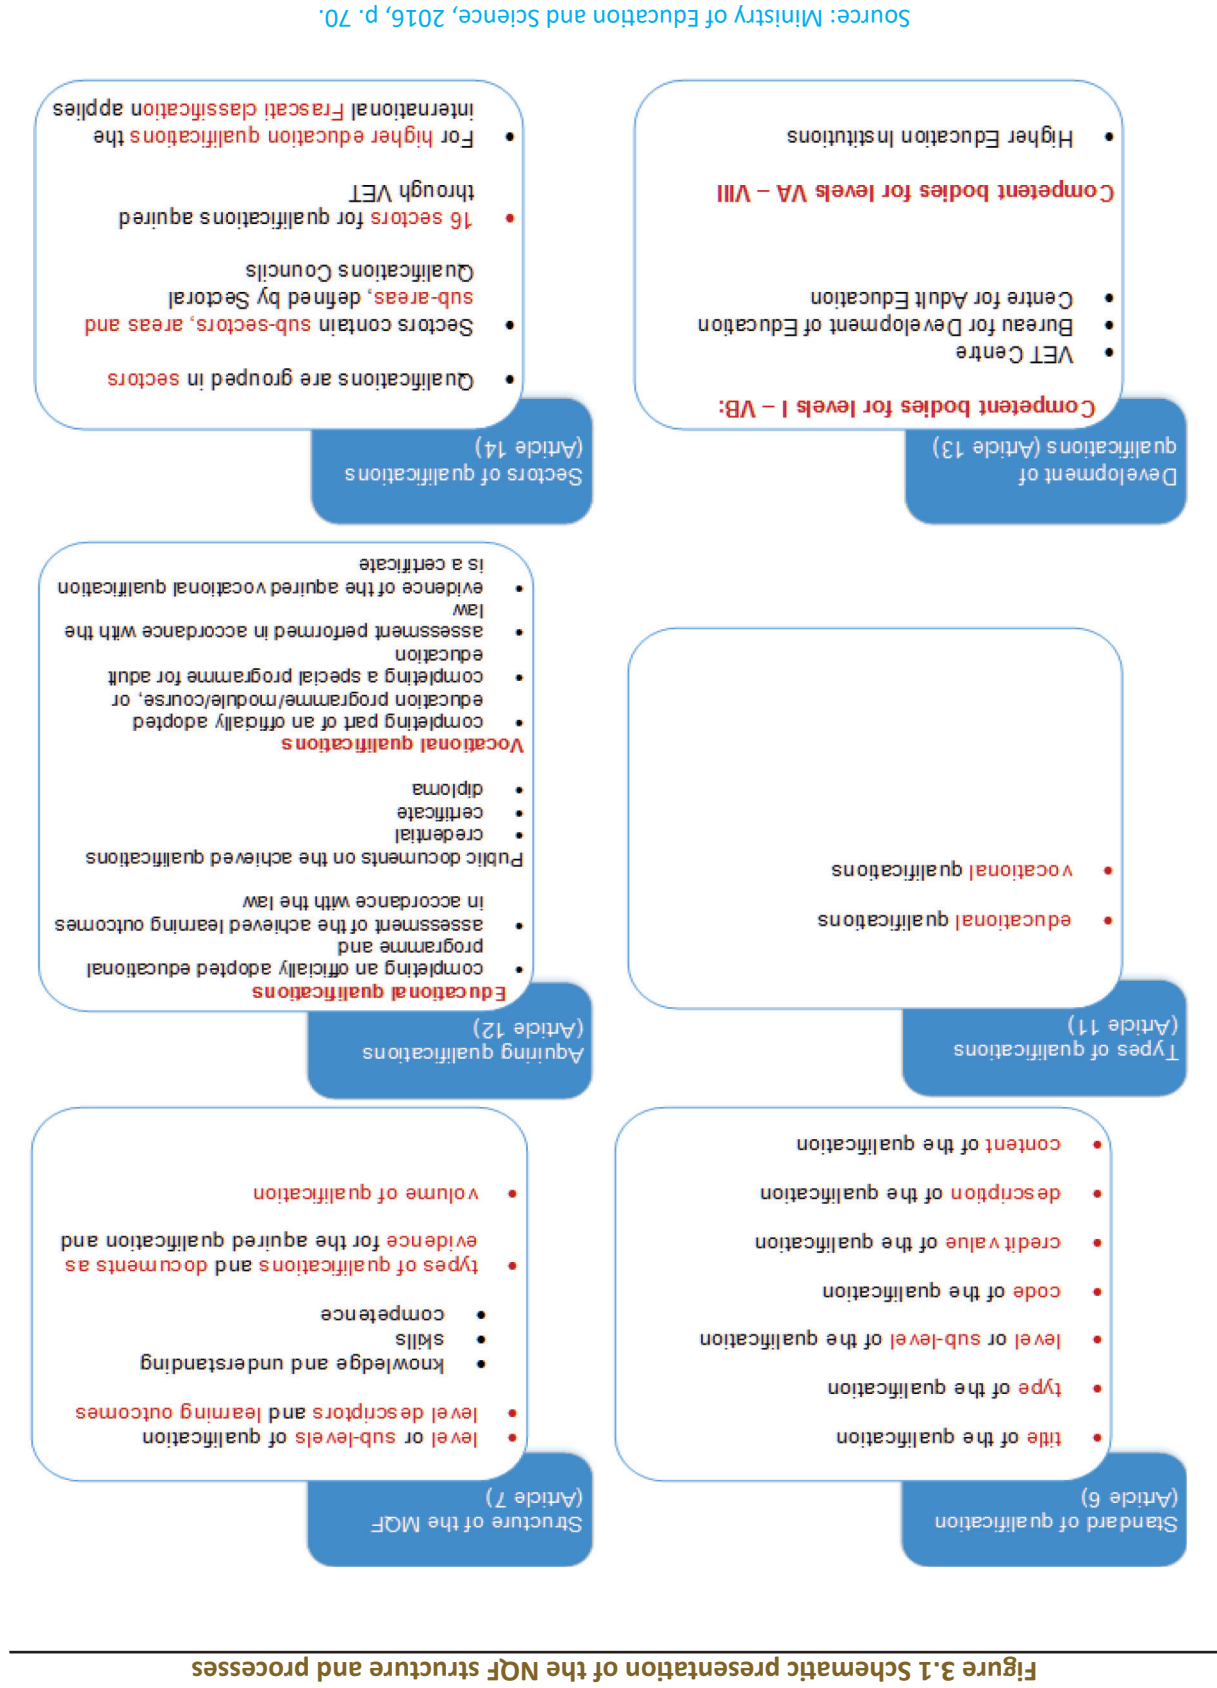 Figure 3.1 Schematic presentation of the NQF structure and processes
Standard of qualification
(Article 6)
• title of the qualification
• type of the qualification
• level or sub-level of the qualification
• code of the qualification
• credit value of the qualification
• description of the qualification
• content of the qualification
Structure of the MQF
(Article 7)
• level or sub-levels of qualification
• level descriptors and learning outcomes
• knowledge and understanding
• skills
• competence
• types of qualifications and documents as
evidence for the aquired qualification and
• volume of qualification
Types of qualifications
(Article 11)
• educational qualifications
• vocational qualifications
Aquiring qualifications
(Article 12)
Educational qualifications
• completing an officially adopted educational
programme and
• assessment of the achieved learning outcomes
in accordance with the law
Public documents on the achieved qualifications
• credential
• certificate
• diploma
Vocational qualifications
• completing part of an officially adopted
education programme/module/course, or
• completing a special programme for adult
education
• assessment performed in accordance with the
law
• evidence of the aquired vocational qualification
is a certificate
Development of
qualifications (Article 13)
Competent bodies for levels I – VB:
• VET Centre
• Bureau for Development of Education
• Centre for Adult Education
Competent bodies for levels VA – VIII
• Higher Education Institutions
Sectors of qualifications
(Article 14)
• Qualifications are grouped in sectors
• Sectors contain sub-sectors, areas and
sub-areas, defined by Sectoral
Qualifications Councils
• 16 sectors for qualifications aquired
through VET
• For higher education qualifications the
international Frascati classification applies
Source: Ministry of Education and Science, 2016, p. 70.